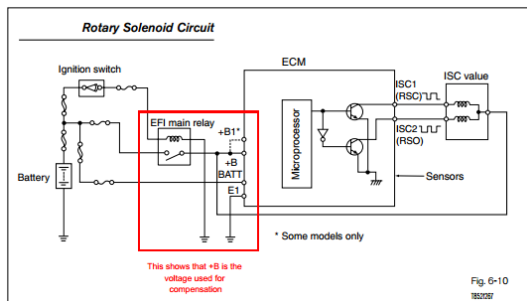 Rotary Solenoid Circuit
Ignition switch
ECM
ISC1
(RSC)
ISC value
EFI main relay
+B1*
+B
BATT
E1
Microprocessor
ISC2
(RSO)
Battery
Sensors
* Some models only
This shows that +B is the
voltage used for
compensation
Fig. 6-10
T852f267